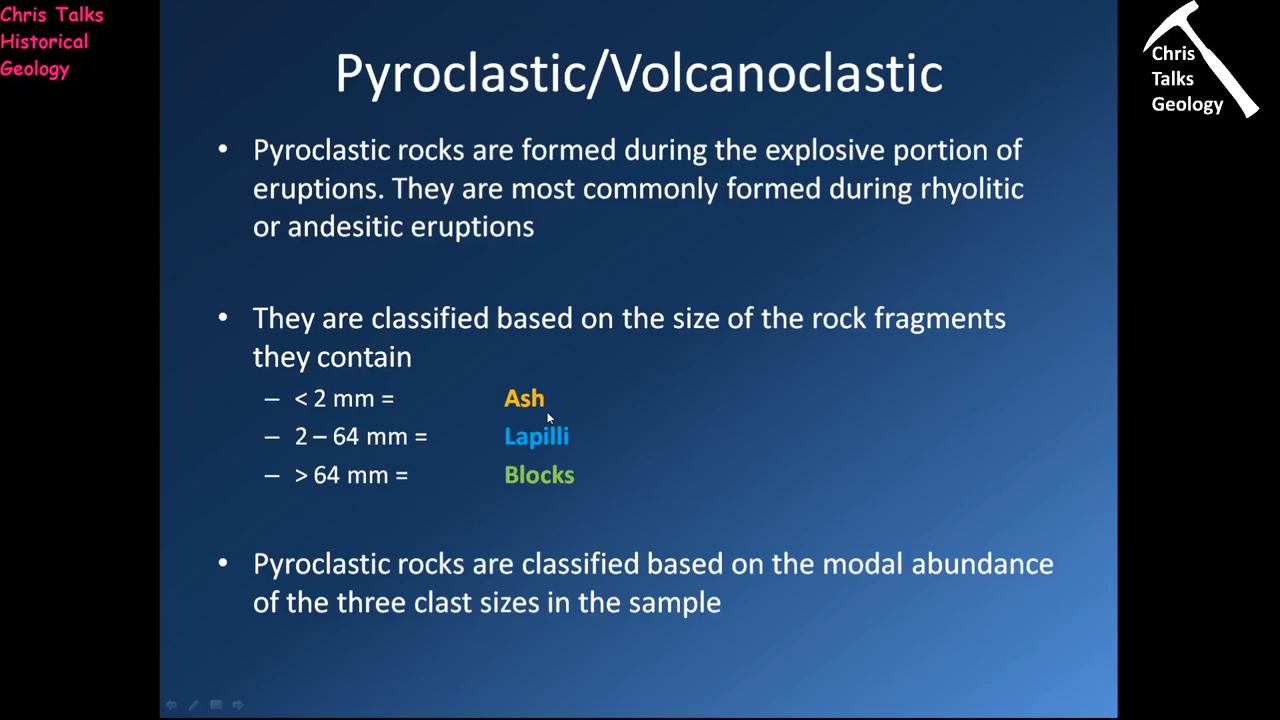 Chris Talks
Historical
Geology
Chris
Talks
Geology
Pyroclastic/Volcanoclastic
• Pyroclastic rocks are formed during the explosive portion of
eruptions. They are most commonly formed during rhyolitic
or andesitic eruptions
• They are classified based on the size of the rock fragments
they contain
– < 2 mm = Ash
– 2 – 64 mm = Lapilli
– > 64 mm = Blocks
• Pyroclastic rocks are classified based on the modal abundance
of the three clast sizes in the sample